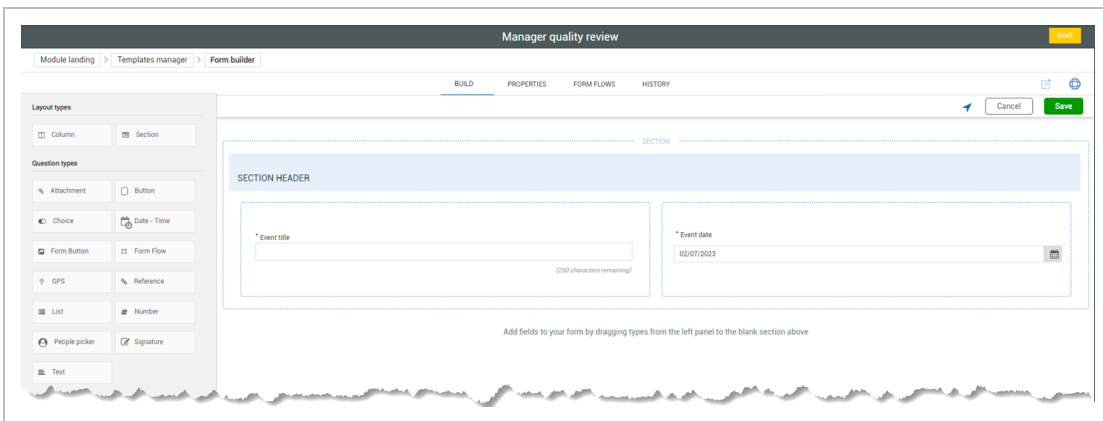 Manager quality review
Draft
Module landing > Templates manager > Form builder
BUILD PROPERTIES FORM FLOWS HISTORY
Cancel Save
Layout types
Column Section
Question types
Attachment Button
Choice Date - Time
Form Button Form Flow
GPS Reference
List Number
People picker Signature
Text
SECTION
SECTION HEADER
* Event title
(250 characters remaining)
* Event date
02/07/2023
Add fields to your form by dragging types from the left panel to the blank section above